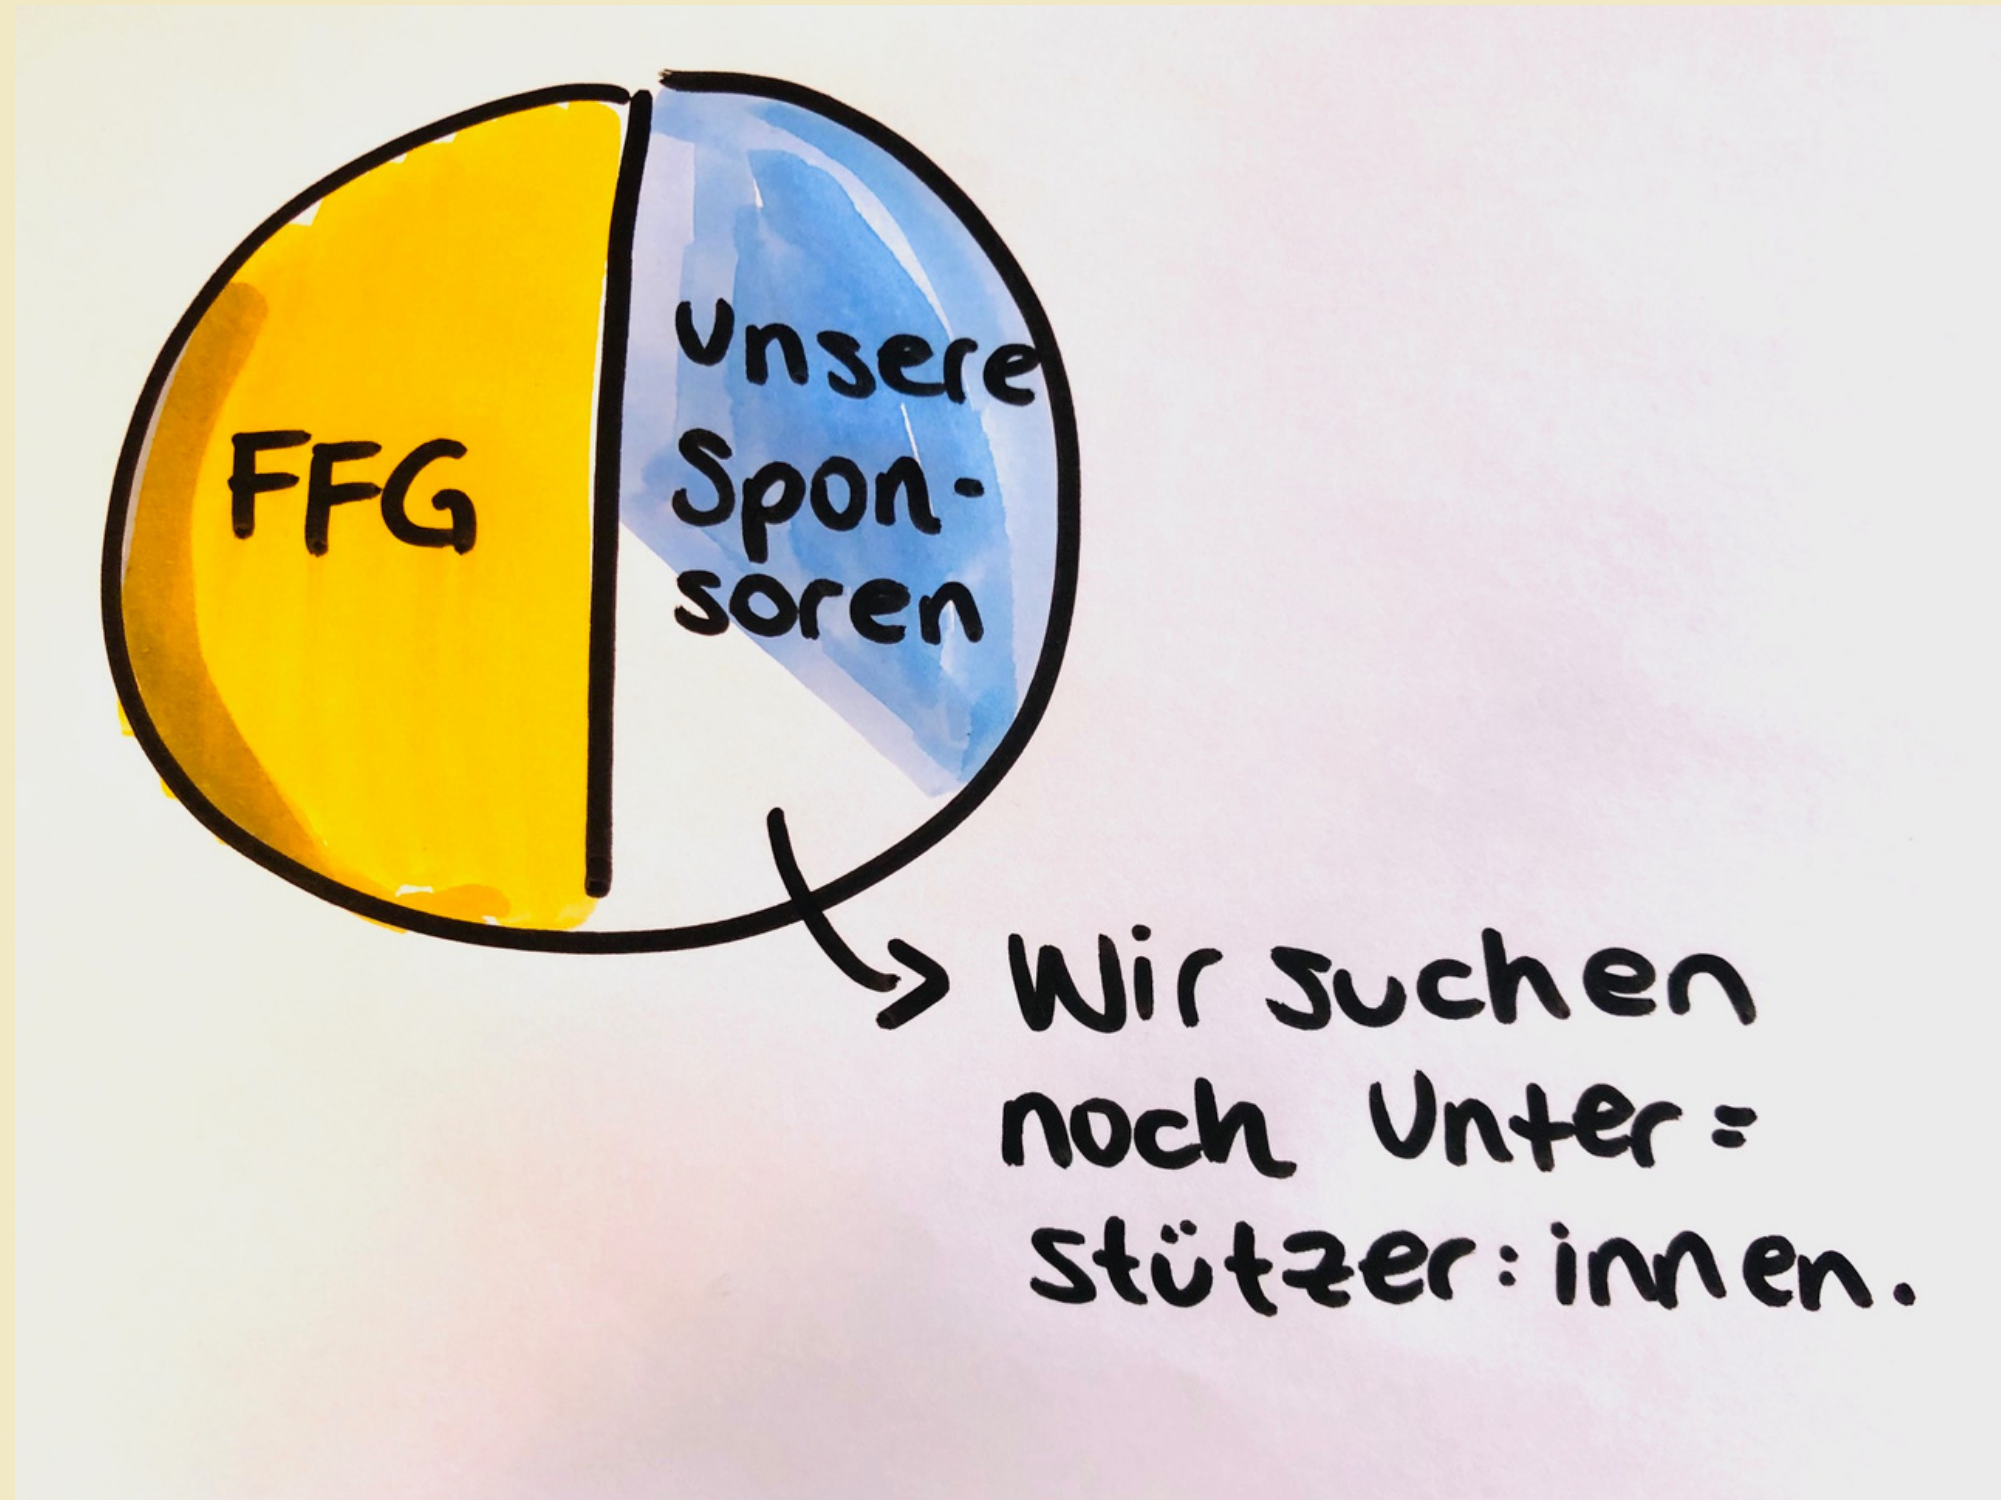 FFG
unsere
Spon-
soren
Wir suchen
noch Unter=
stützer:innen.